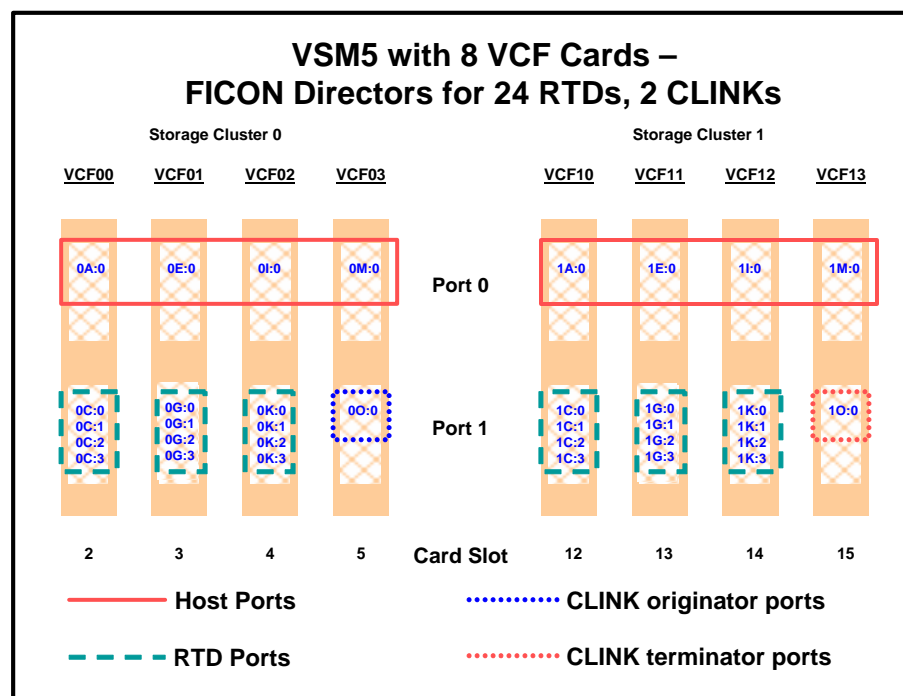 VSM5 with 8 VCF Cards –
FICON Directors for 24 RTDs, 2 CLINKs
Storage Cluster 0 Storage Cluster 1
VCF00 VCF01 VCF02 VCF03 VCF10 VCF11 VCF12 VCF13
0A:0 0E:0 0I:0 0M:0 1A:0 1E:0 1I:0 1M:0
Port 0
0C:0 0G:0 0K:0 0O:0 1C:0 1G:0 1K:0 1O:0
0C:1 0G:1 0K:1 Port 1 1C:1 1G:1 1K:1
0C:2 0G:2 0K:2 1C:2 1G:2 1K:2
0C:3 0G:3 0K:3 1C:3 1G:3 1K:3
2 3 4 5 Card Slot 12 13 14 15
Host Ports CLINK originator ports
RTD Ports CLINK terminator ports